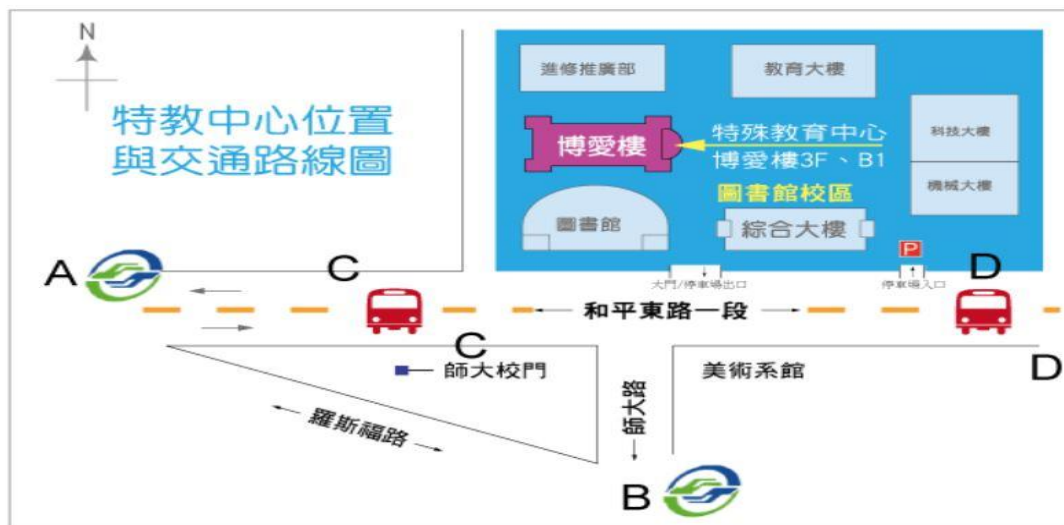 N
特教中心位置
與交通路線圖
進修推廣部
教育大樓
博愛樓
特殊教育中心
博愛樓3F、B1
科技大樓
機械大樓
圖書館校區
圖書館
綜合大樓
P
A
C
D
大門/停車場出口
停車場入口
和平東路一段
C
師大校門
美術系館
D
師大路
羅斯福路
B